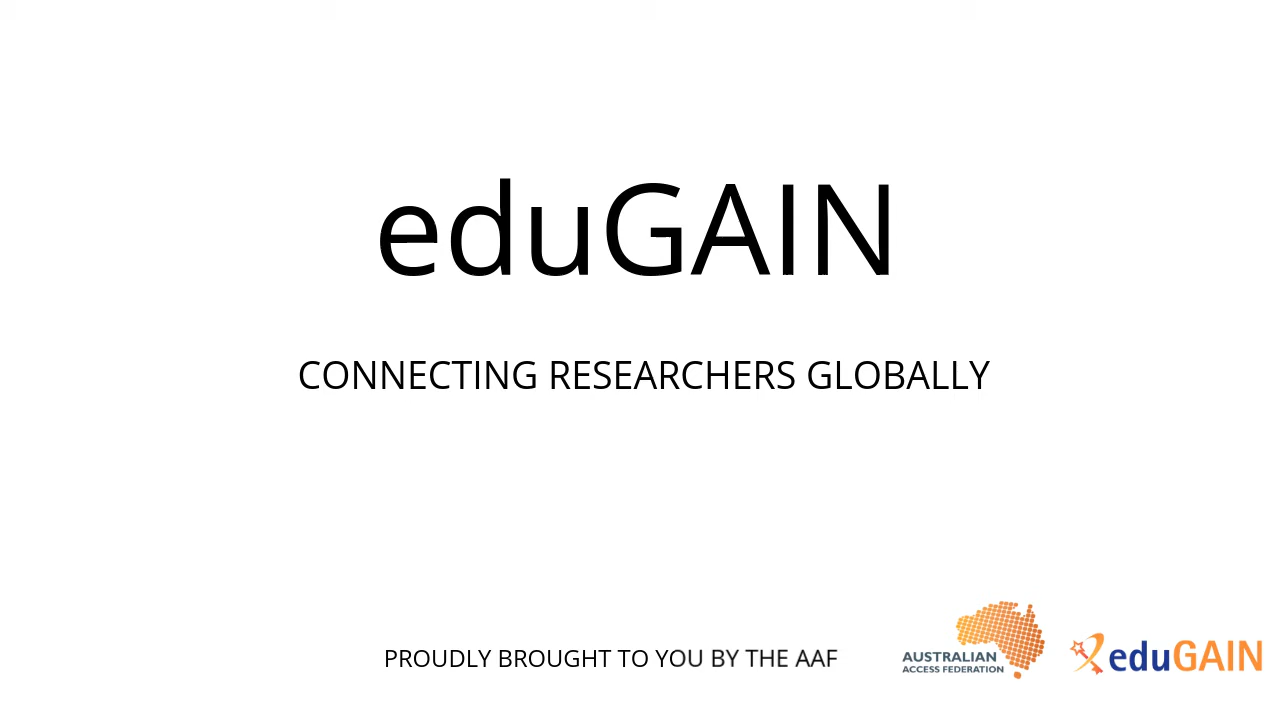 eduGAIN
CONNECTING RESEARCHERS GLOBALLY
PROUDLY BROUGHT TO YOU BY THE AAF
AUSTRALIAN
ACCESS FEDERATION
eduGAIN